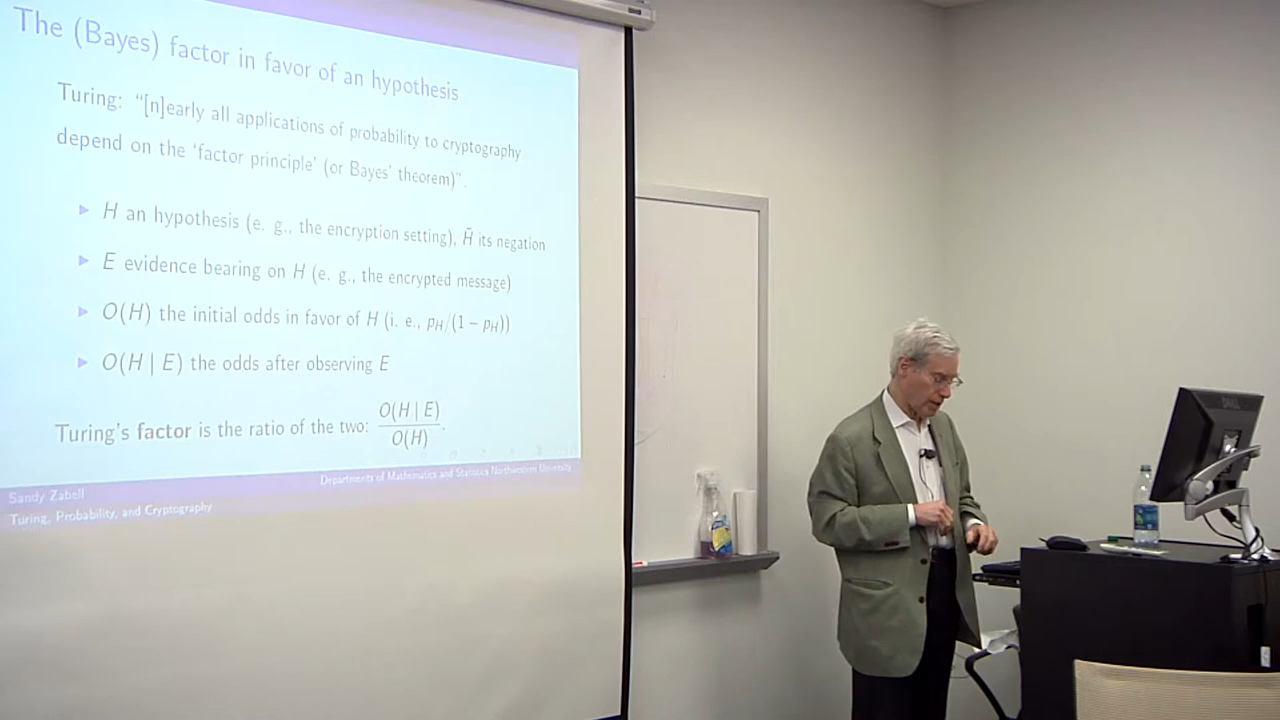 The (Bayes) factor in favor of an hypothesis
Turing: “[n]early all applications of probability to cryptography
depend on the ‘factor principle’ (or Bayes’ theorem)”.
▶ H an hypothesis (e. g., the encryption setting), H̄ its negation
▶ E evidence bearing on H (e. g., the encrypted message)
▶ O(H) the initial odds in favor of H (i. e., pH/(1 − pH))
▶ O(H | E) the odds after observing E
Turing's factor is the ratio of the two: O(H | E) / O(H).
Sandy Zabell
Departments of Mathematics and Statistics Northwestern University
Turing, Probability, and Cryptography
DELL